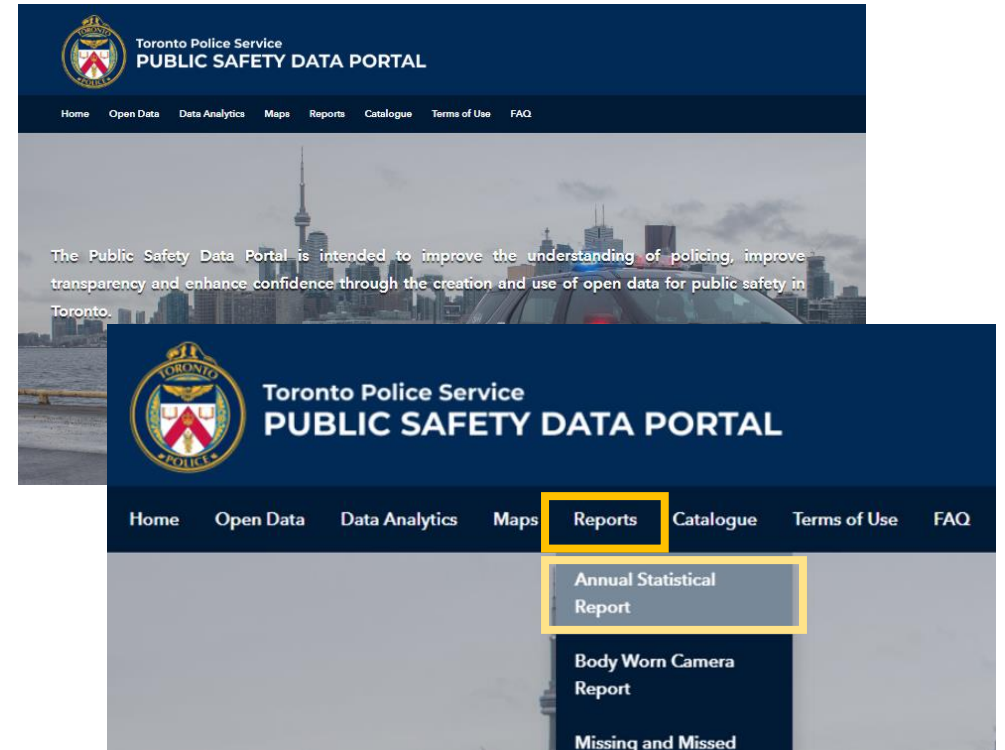 Toronto Police Service
PUBLIC SAFETY DATA PORTAL
Home Open Data Data Analytics Maps Reports Catalogue Terms of Use FAQ
The Public Safety Data Portal is intended to improve the understanding of policing, improve
transparency and enhance confidence through the creation and use of open data for public safety in
Toronto.
TORONTO
POLICE
Toronto Police Service
PUBLIC SAFETY DATA PORTAL
Home Open Data Data Analytics Maps Reports Catalogue Terms of Use FAQ
Annual Statistical
Report
Body Worn Camera
Report
Missing and Missed